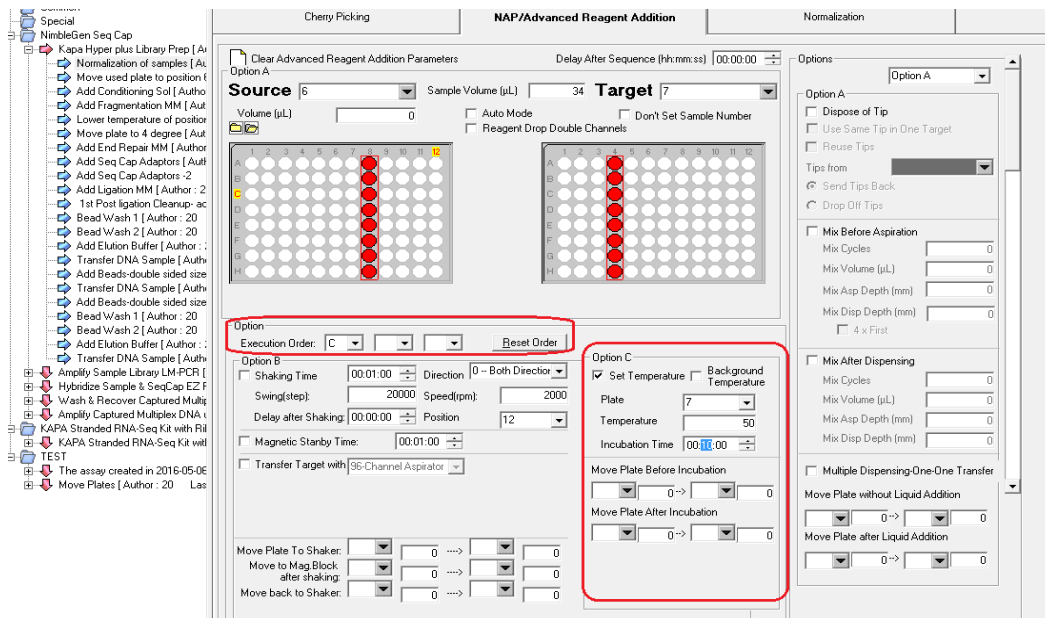 Special
NimbleGen Seq Cap
Kapa Hyper plus Library Prep [ Au
Normalization of samples [ Au
Move used plate to position 6
Add Conditioning Sol [ Autho
Add Fragmentation MM [ Aut
Lower temperature of position
Move plate to 4 degree [ Aut
Add End Repair MM [ Author
Add Seq Cap Adaptors [ Auth
Add Seq Cap Adaptors -2
Add Ligation MM [ Author : 2
1st Post ligation Cleanup- ac
Bead Wash 1 [ Author : 20
Bead Wash 2 [ Author : 20
Add Elution Buffer [ Author : 2
Transfer DNA Sample [ Autho
Add Beads-double sided size
Transfer DNA Sample [ Autho
Add Beads-double sided size
Bead Wash 1 [ Author : 20
Bead Wash 2 [ Author : 20
Add Elution Buffer [ Author : 2
Transfer DNA Sample [ Autho
Amplify Sample Library LM-PCR [
Hybridize Sample & SeqCap EZ F
Wash & Recover Captured Multip
Amplify Captured Multiplex DNA u
KAPA Stranded RNA-Seq Kit with Rib
KAPA Stranded RNA-Seq Kit with
TEST
The assay created in 2016-05-06
Move Plates [ Author : 20 Las
Cherry Picking
NAP/Advanced Reagent Addition
Normalization
Clear Advanced Reagent Addition Parameters
Delay After Sequence (hh:mm:ss) 00:00:00
Option A
Source 6
Sample Volume (µL) 34
Target 7
Volume (µL) 0
Auto Mode
Don't Set Sample Number
Reagent Drop Double Channels
1 2 3 4 5 6 7 8 9 10 11 12
A
B
C
D
E
F
G
H
1 2 3 4 5 6 7 8 9 10 11 12
A
B
C
D
E
F
G
H
Option
Execution Order: C
Reset Order
Option B
Shaking Time 00:01:00 Direction 0 -- Both Direction
Swing(step): 20000 Speed(rpm): 2000
Delay after Shaking: 00:00:00 Position 12
Magnetic Stanby Time: 00:01:00
Transfer Target with 96-Channel Aspirator
Move Plate To Shaker: 0 ----> 0
Move to Mag.Block
after shaking: 0 ----> 0
Move back to Shaker: 0 ----> 0
Option C
Set Temperature
Background
Temperature
Plate 7
Temperature 50
Incubation Time 00:10:00
Move Plate Before Incubation
0--> 0
Move Plate After Incubation
0--> 0
Options
Option A
Option A
Dispose of Tip
Use Same Tip in One Target
Reuse Tips
Tips from
Send Tips Back
Drop Off Tips
Mix Before Aspiration
Mix Cycles 0
Mix Volume (µL) 0
Mix Asp Depth (mm) 0
Mix Disp Depth (mm) 0
4 x First
Mix After Dispensing
Mix Cycles 0
Mix Volume (µL) 0
Mix Asp Depth (mm) 0
Mix Disp Depth (mm) 0
Multiple Dispensing-One-One Transfer
Move Plate without Liquid Addition
0--> 0
Move Plate after Liquid Addition
0--> 0